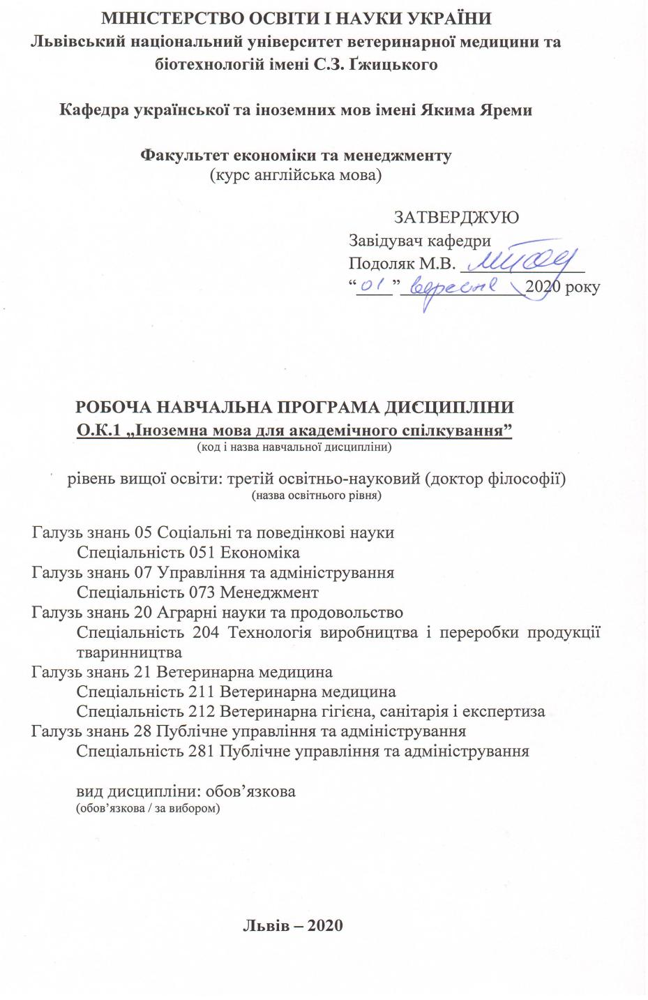 МІНІСТЕРСТВО ОСВІТИ І НАУКИ УКРАЇНИ
Львівський національний університет ветеринарної медицини та
біотехнологій імені С.З. Ґжицького
Кафедра української та іноземних мов імені Якима Яреми
Факультет економіки та менеджменту
(курс англійська мова)
ЗАТВЕРДЖУЮ
Завідувач кафедри
Подоляк М.В.
“ 01 ” вересня 2020 року
РОБОЧА НАВЧАЛЬНА ПРОГРАМА ДИСЦИПЛІНИ
О.К.1 „Іноземна мова для академічного спілкування”
(код і назва навчальної дисципліни)
рівень вищої освіти: третій освітньо-науковий (доктор філософії)
(назва освітнього рівня)
Галузь знань 05 Соціальні та поведінкові науки
Спеціальність 051 Економіка
Галузь знань 07 Управління та адміністрування
Спеціальність 073 Менеджмент
Галузь знань 20 Аграрні науки та продовольство
Спеціальність 204 Технологія виробництва і переробки продукції
тваринництва
Галузь знань 21 Ветеринарна медицина
Спеціальність 211 Ветеринарна медицина
Спеціальність 212 Ветеринарна гігієна, санітарія і експертиза
Галузь знань 28 Публічне управління та адміністрування
Спеціальність 281 Публічне управління та адміністрування
вид дисципліни: обов’язкова
(обов’язкова / за вибором)
Львів – 2020